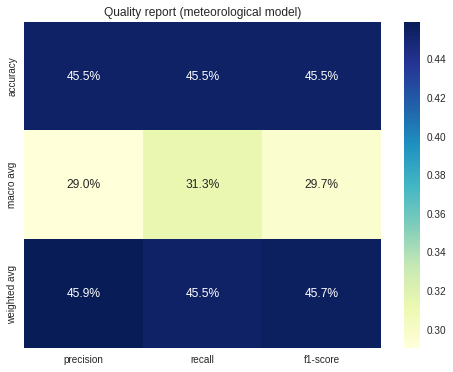 Quality report (meteorological model)
accuracy
45.5%
45.5%
45.5%
macro avg
29.0%
31.3%
29.7%
weighted avg
45.9%
45.5%
45.7%
precision
recall
f1-score
0.44
0.42
0.40
0.38
0.36
0.34
0.32
0.30